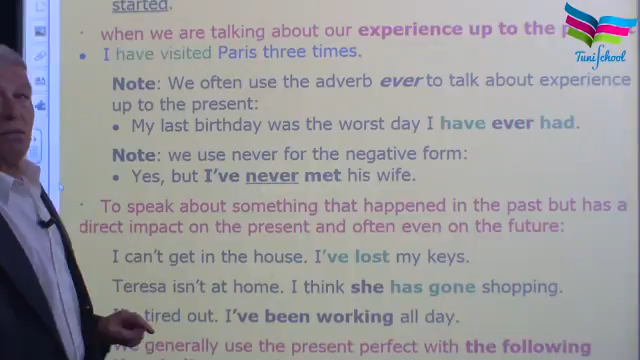 started.
· when we are talking about our experience up to the
• I have visited Paris three times.
Note: We often use the adverb ever to talk about experience
up to the present:
• My last birthday was the worst day I have ever had.
Note: we use never for the negative form:
• Yes, but I've never met his wife.
· To speak about something that happened in the past but has a
direct impact on the present and often even on the future:
I can't get in the house. I've lost my keys.
Teresa isn't at home. I think she has gone shopping.
tired out. I've been working all day.
generally use the present perfect with the following
TuniSchool